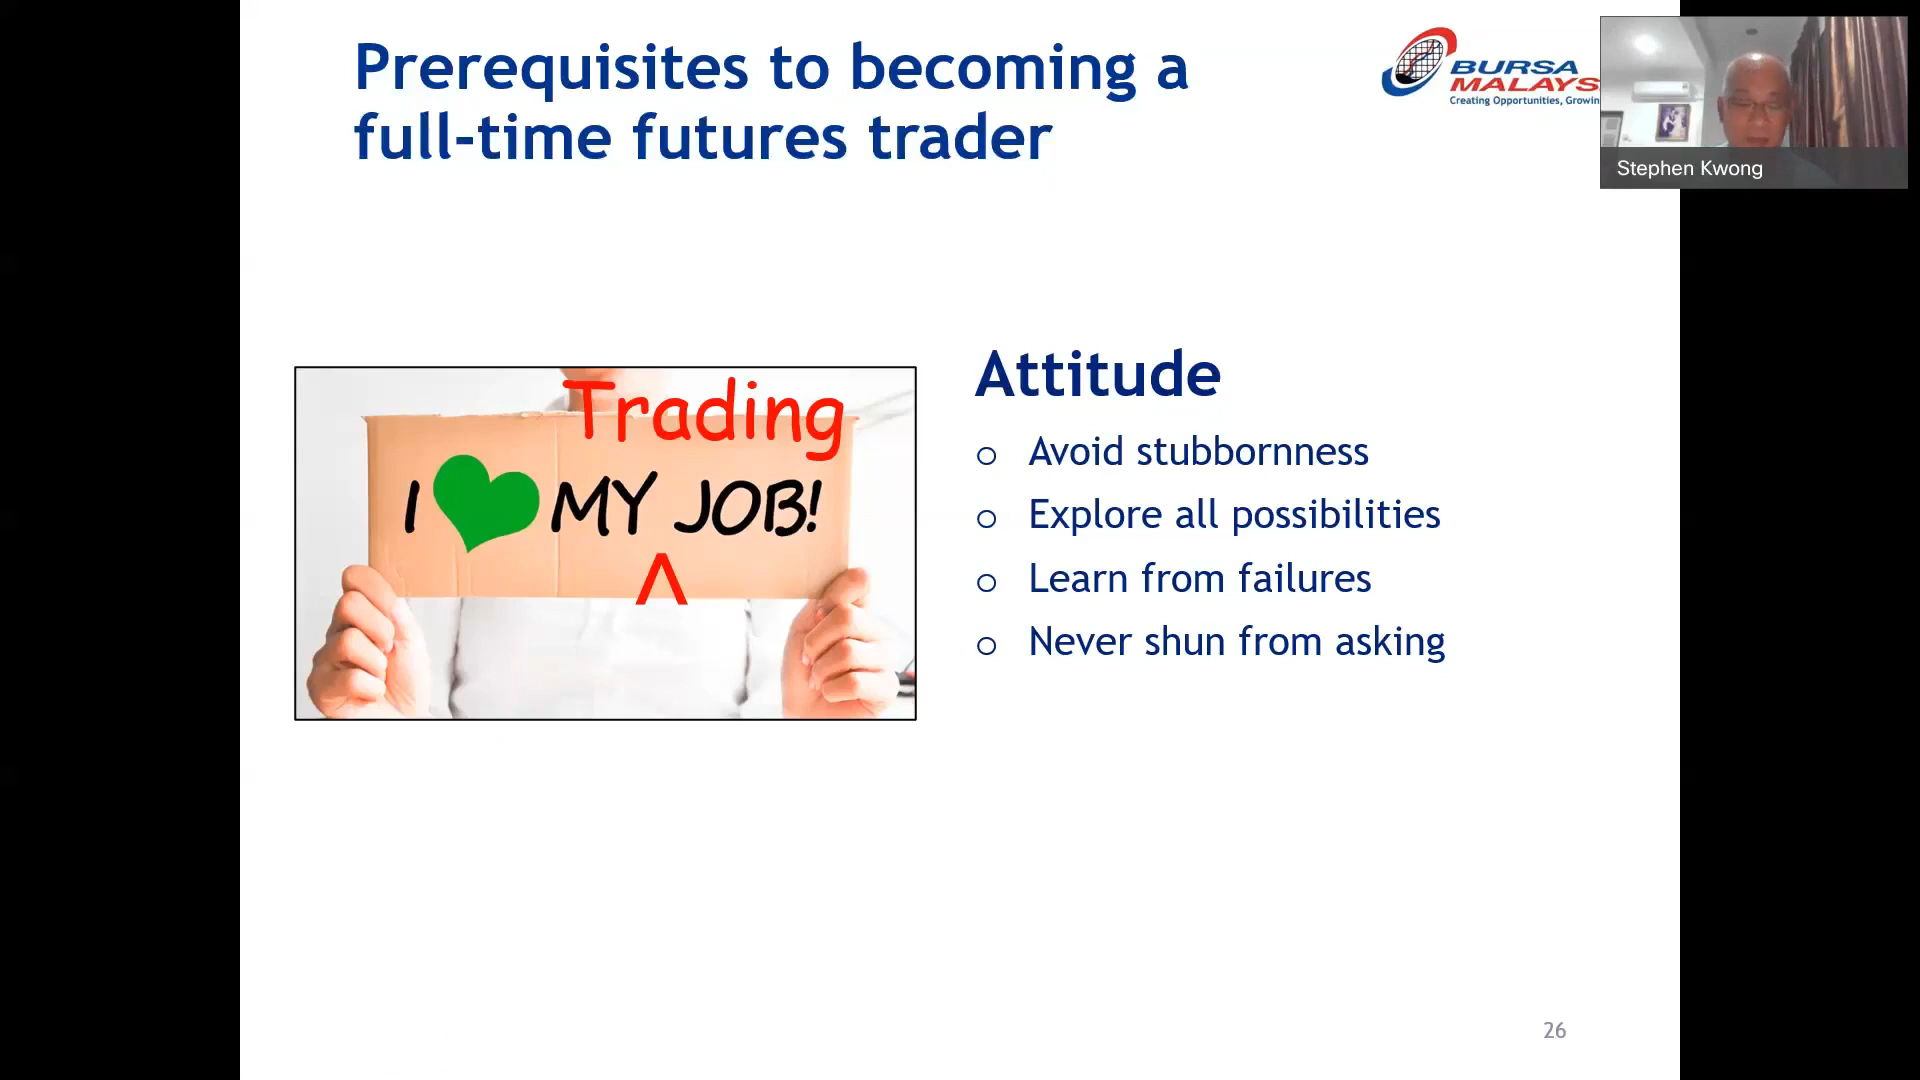 Prerequisites to becoming a
full-time futures trader
BURSA
MALAYS
Creating Opportunities, Growin
Stephen Kwong
Trading
I MY JOB!
^
Attitude
o Avoid stubbornness
o Explore all possibilities
o Learn from failures
o Never shun from asking
26